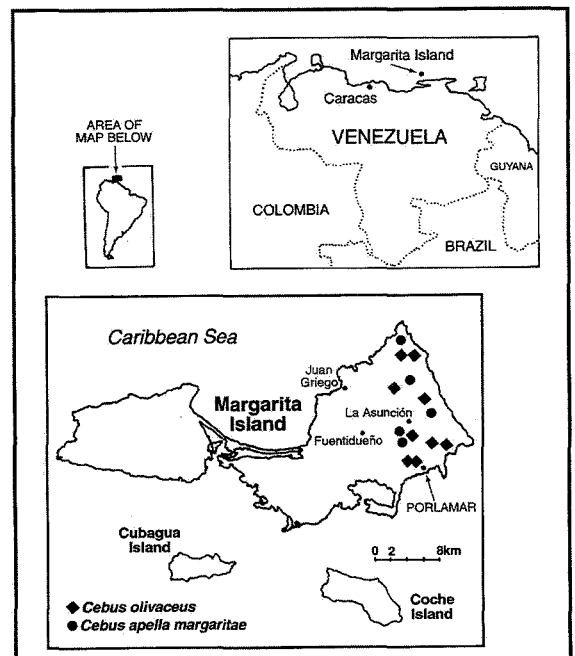 Margarita Island
Caracas
VENEZUELA
GUYANA
COLOMBIA
BRAZIL
AREA OF
MAP BELOW
Caribbean Sea
Juan
Griego
Margarita
Island
La Asunción
Fuentidueño
PORLAMAR
Cubagua
Island
0 2 8km
Coche
Island
Cebus olivaceus
Cebus apella margaritae